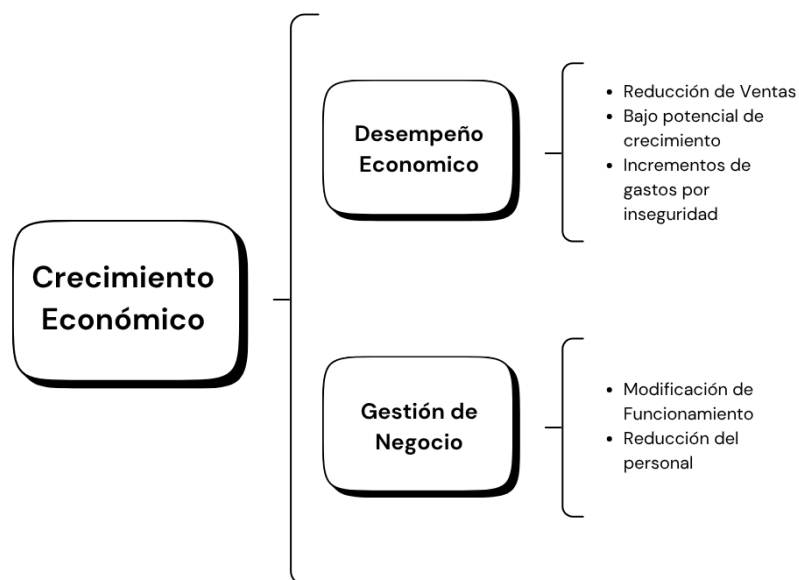 Crecimiento
Económico
Desempeño
Economico
• Reducción de Ventas
• Bajo potencial de
crecimiento
• Incrementos de
gastos por
inseguridad
Gestión de
Negocio
• Modificación de
Funcionamiento
• Reducción del
personal